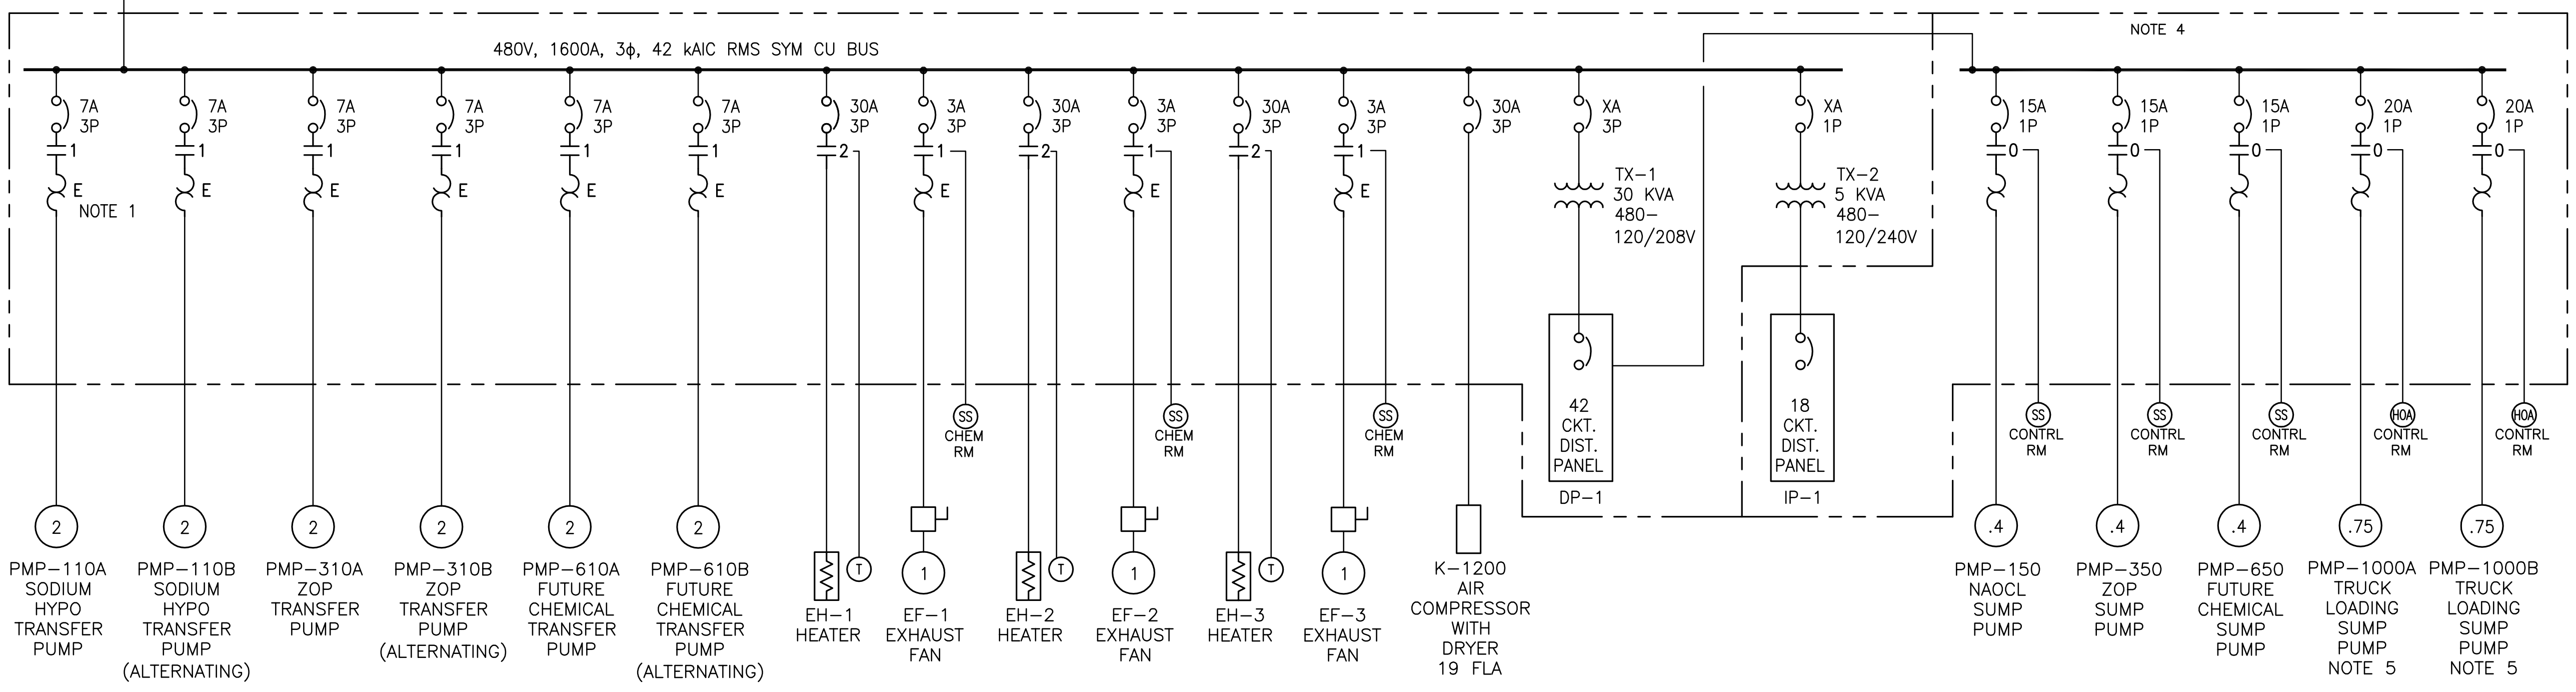 NOTE 4
480V, 1600A, 3ϕ, 42 kAIC RMS SYM CU BUS
7A
3P
1
E
NOTE 1
7A
3P
1
E
7A
3P
1
E
7A
3P
1
E
7A
3P
1
E
7A
3P
1
E
30A
3P
2
3A
3P
1
E
30A
3P
2
3A
3P
1
E
30A
3P
2
3A
3P
1
E
30A
3P
XA
3P
TX-1
30 KVA
480-
120/208V
XA
1P
TX-2
5 KVA
480-
120/240V
15A
1P
0
15A
1P
0
15A
1P
0
20A
1P
0
20A
1P
0
SS
CHEM
RM
SS
CHEM
RM
SS
CHEM
RM
42
CKT.
DIST.
PANEL
DP-1
18
CKT.
DIST.
PANEL
IP-1
SS
CONTRL
RM
SS
CONTRL
RM
SS
CONTRL
RM
HOA
CONTRL
RM
HOA
CONTRL
RM
2
PMP-110A
SODIUM
HYPO
TRANSFER
PUMP
2
PMP-110B
SODIUM
HYPO
TRANSFER
PUMP
(ALTERNATING)
2
PMP-310A
ZOP
TRANSFER
PUMP
2
PMP-310B
ZOP
TRANSFER
PUMP
(ALTERNATING)
2
PMP-610A
FUTURE
CHEMICAL
TRANSFER
PUMP
2
PMP-610B
FUTURE
CHEMICAL
TRANSFER
PUMP
(ALTERNATING)
T
EH-1
HEATER
1
EF-1
EXHAUST
FAN
T
EH-2
HEATER
1
EF-2
EXHAUST
FAN
T
EH-3
HEATER
1
EF-3
EXHAUST
FAN
K-1200
AIR
COMPRESSOR
WITH
DRYER
19 FLA
.4
PMP-150
NAOCL
SUMP
PUMP
.4
PMP-350
ZOP
SUMP
PUMP
.4
PMP-650
FUTURE
CHEMICAL
SUMP
PUMP
.75
PMP-1000A
TRUCK
LOADING
SUMP
PUMP
NOTE 5
.75
PMP-1000B
TRUCK
LOADING
SUMP
PUMP
NOTE 5